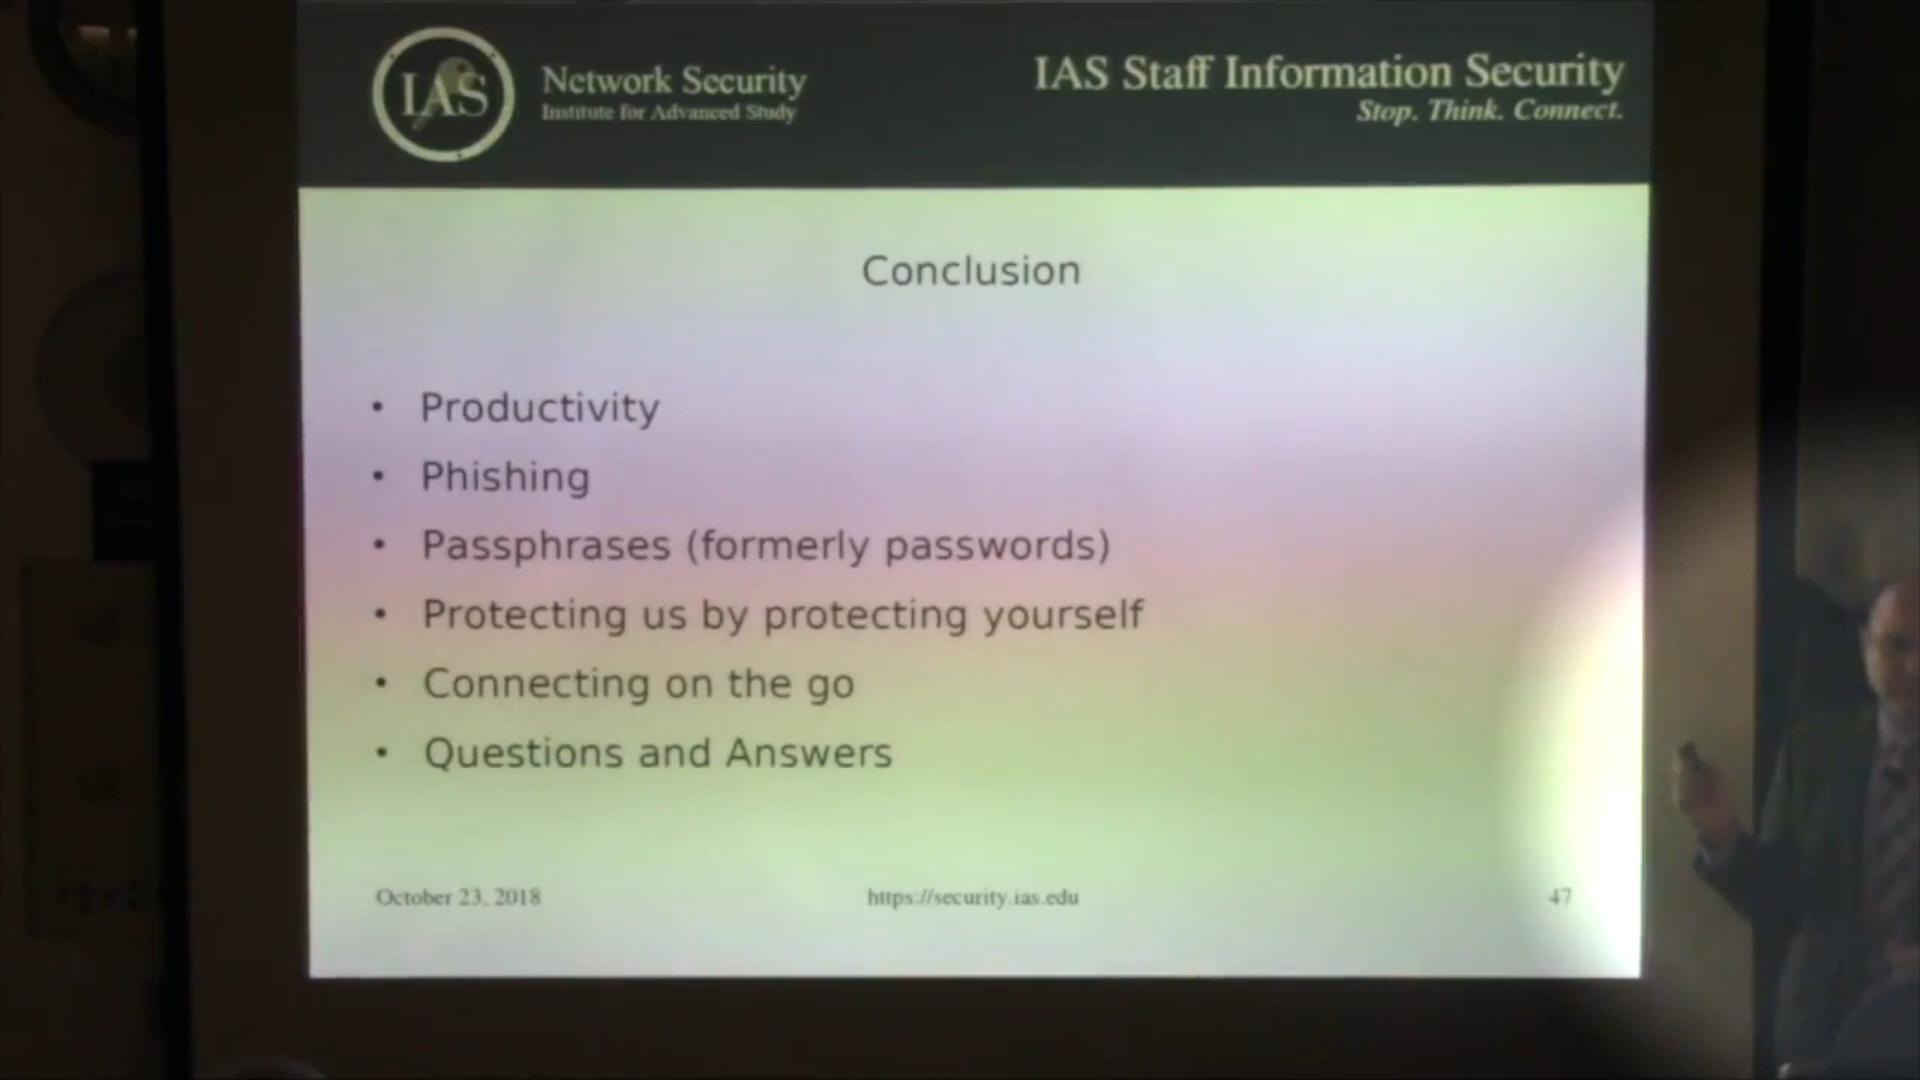 IAS
Network Security
Institute for Advanced Study
IAS Staff Information Security
Stop. Think. Connect.
Conclusion
• Productivity
• Phishing
• Passphrases (formerly passwords)
• Protecting us by protecting yourself
• Connecting on the go
• Questions and Answers
October 23, 2018
https://security.ias.edu
47